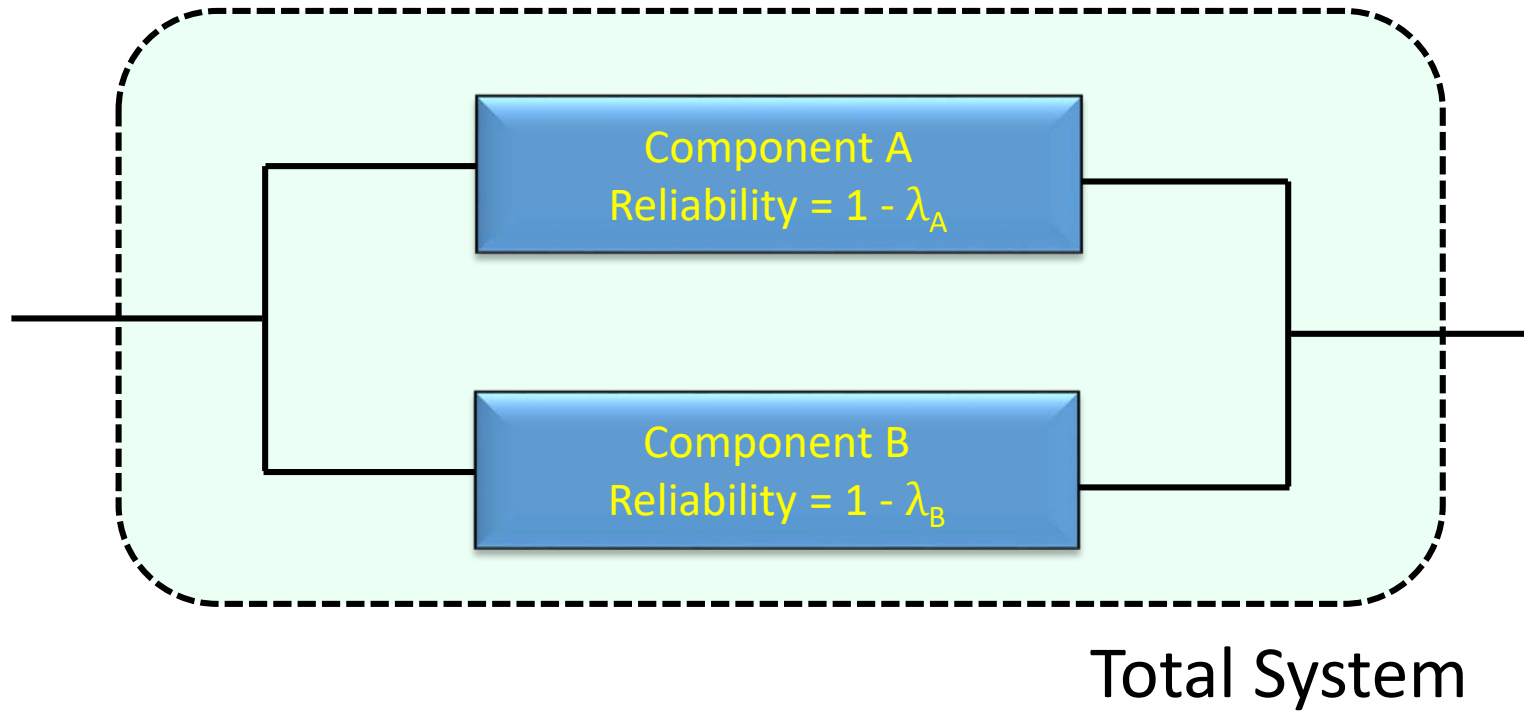 Component A
Reliability = 1 - λA
Component B
Reliability = 1 - λB
Total System